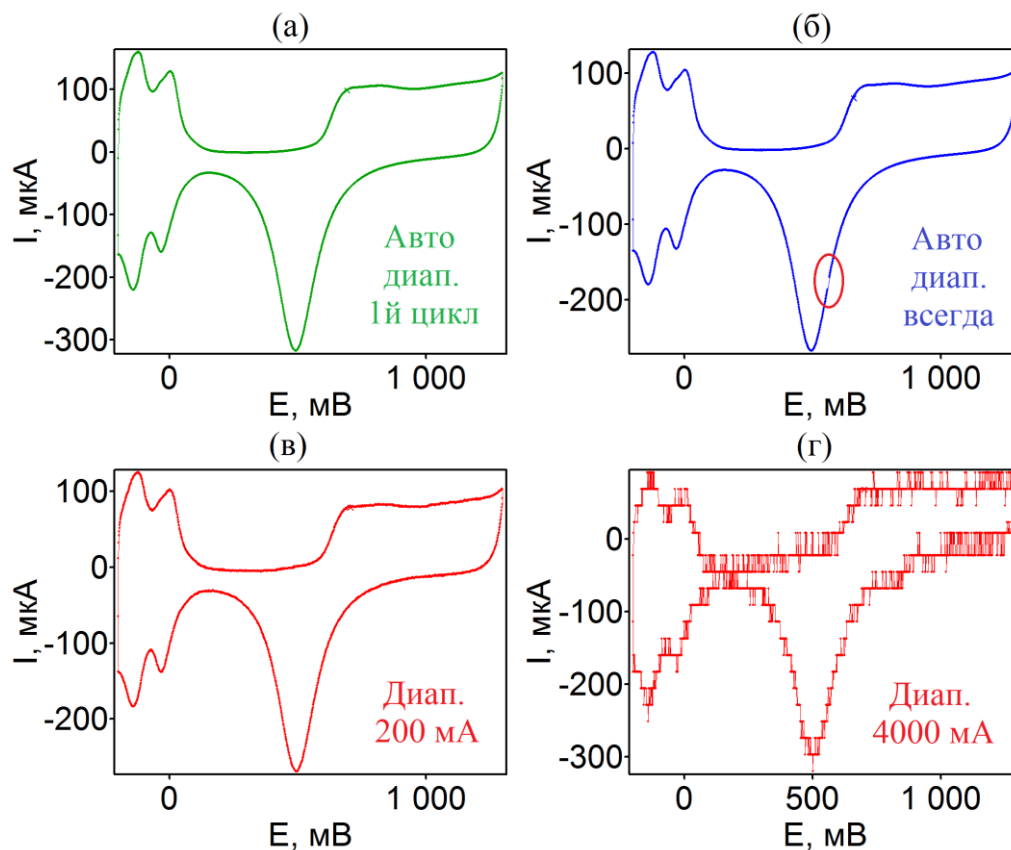 (а)
100
0
-100
-200
-300
I, мкА
Авто
диап.
1й цикл
0
1 000
E, мВ
(б)
100
0
-100
-200
I, мкА
Авто
диап.
всегда
0
1 000
E, мВ
(в)
100
0
-100
-200
I, мкА
Диап.
200 мА
0
1 000
E, мВ
(г)
0
-100
-200
-300
I, мкА
Диап.
4000 мА
0
500
1 000
E, мВ